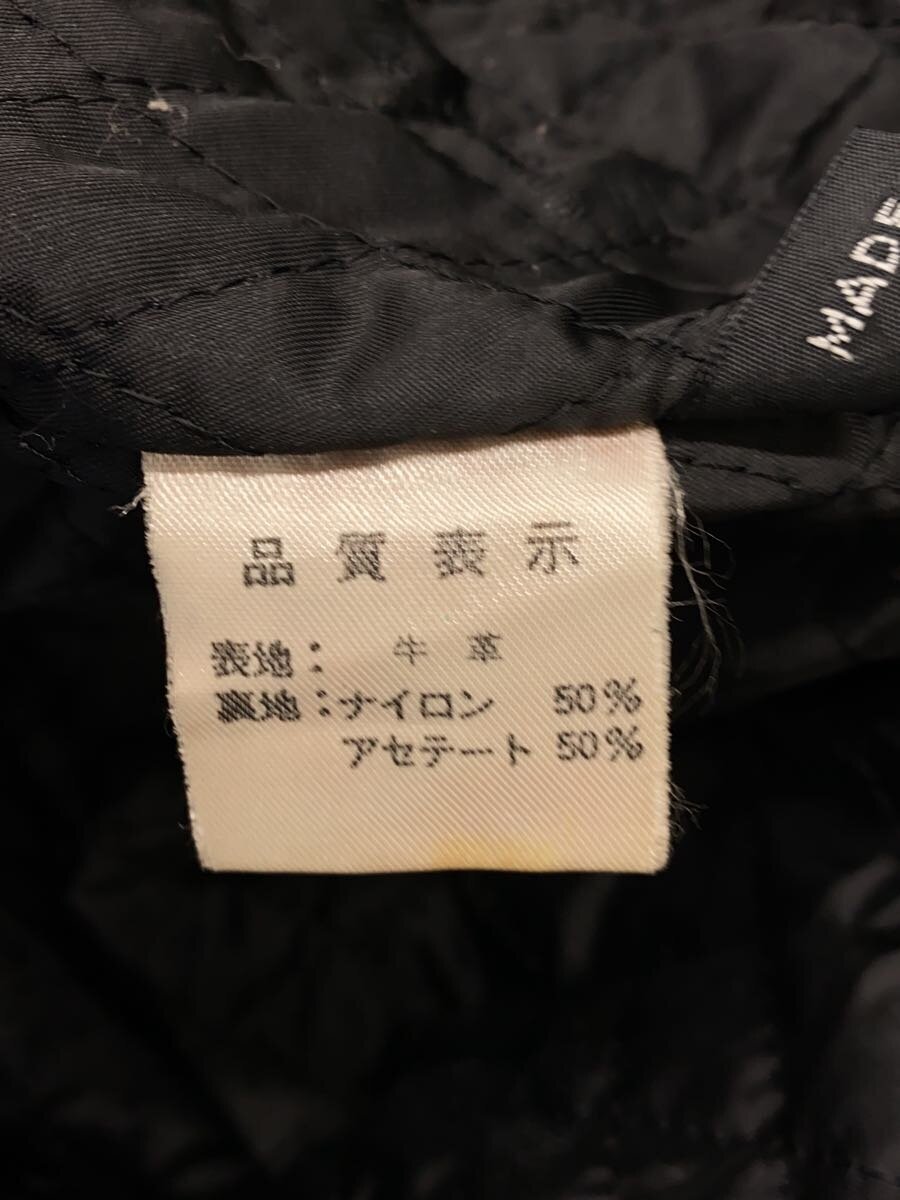 MADE
品質表示
表地： 牛革
裏地：ナイロン 50%
アセテート 50%